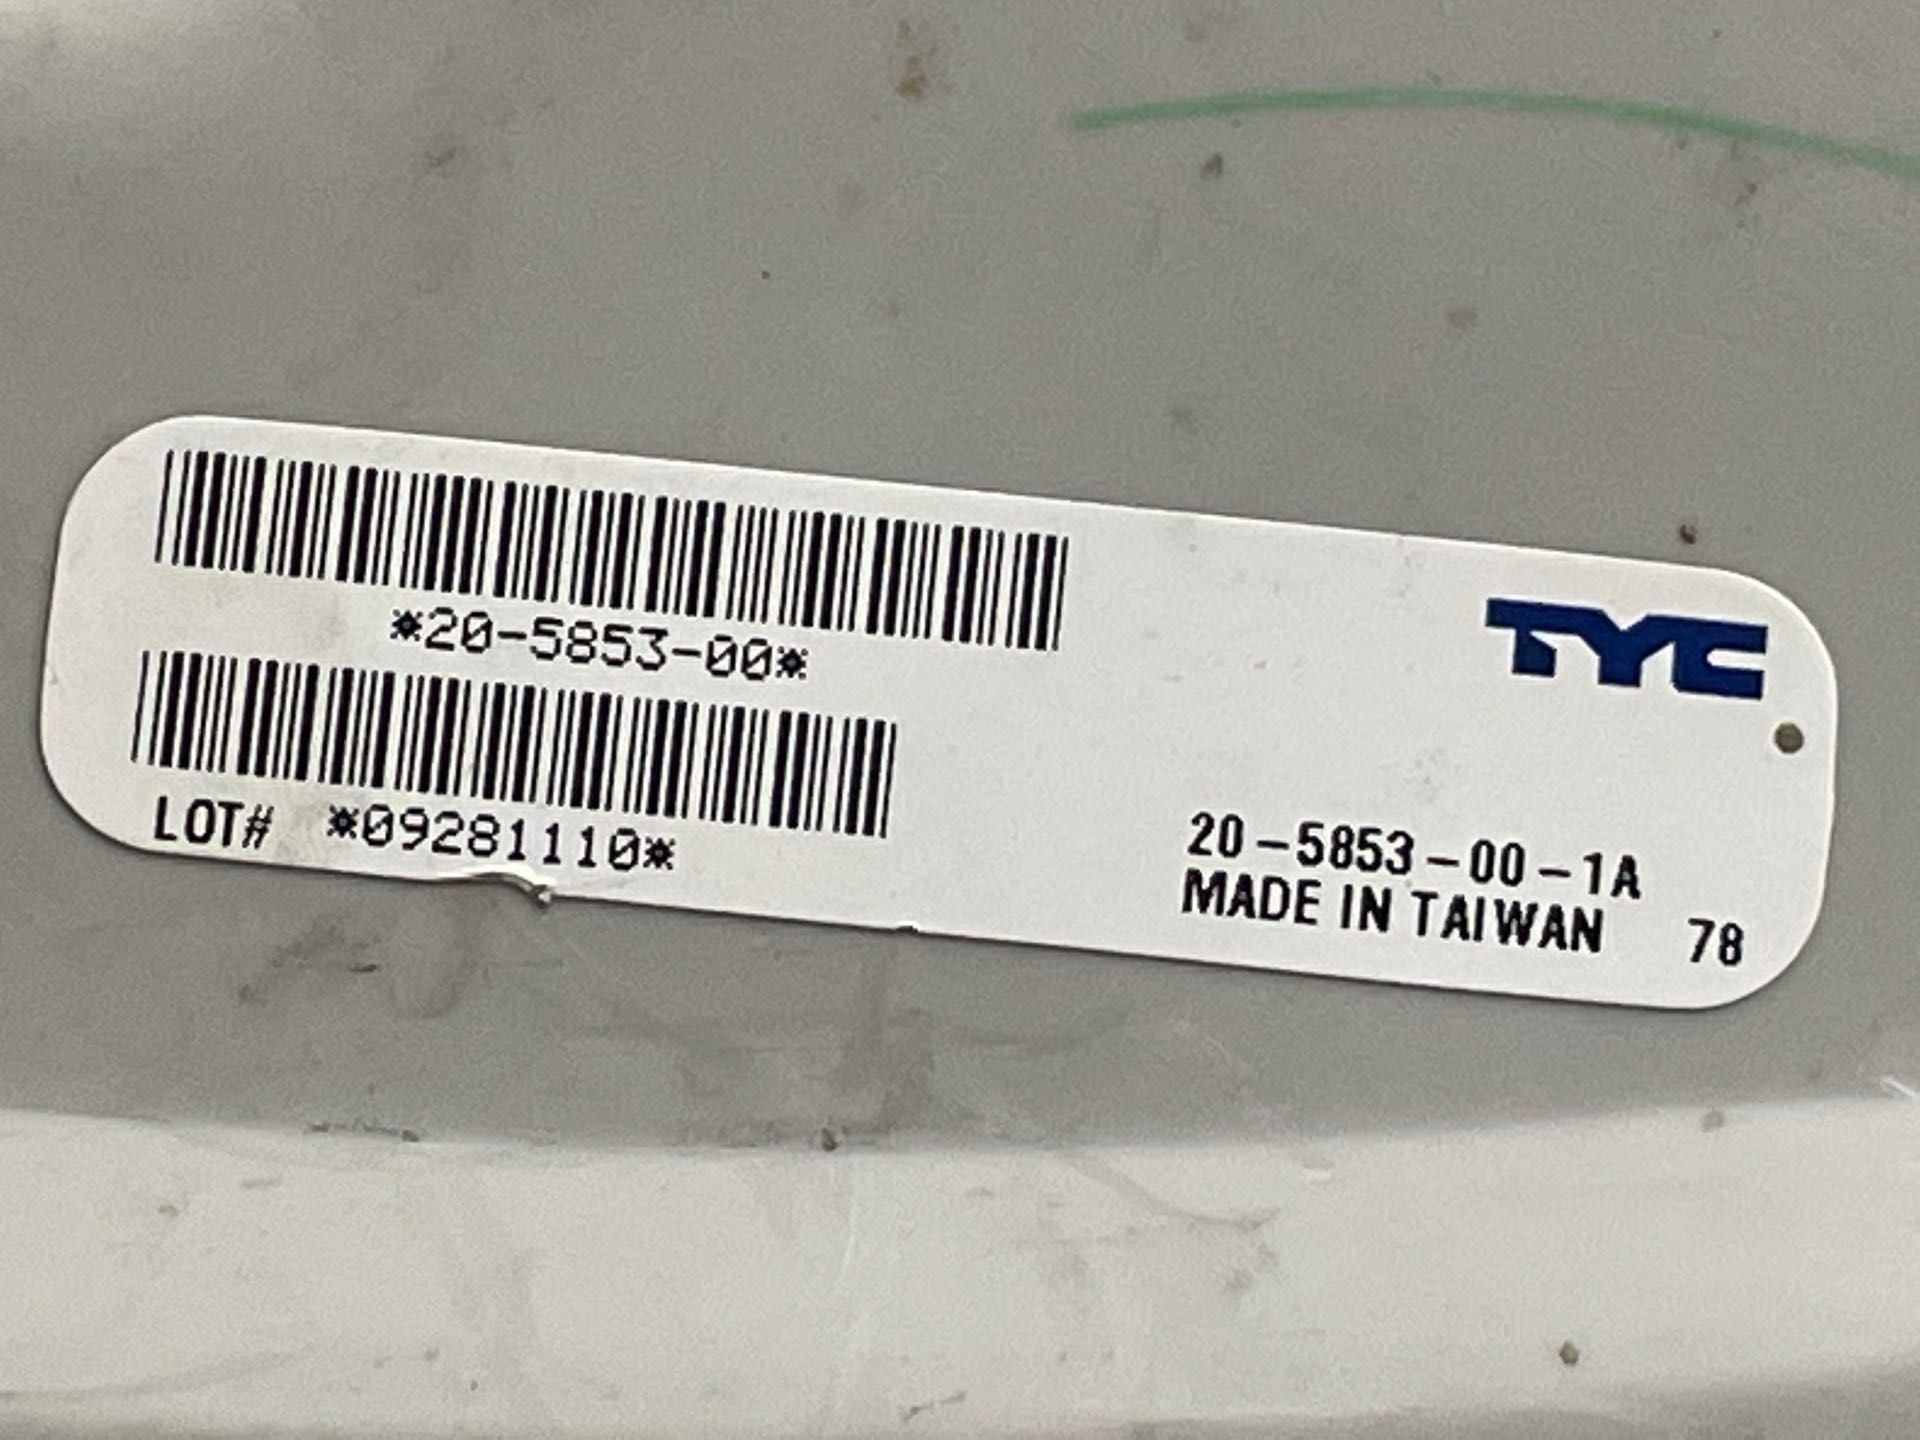 *20-5853-00*
LOT# *09281110*
TYC
20-5853-00-1A
MADE IN TAIWAN 78